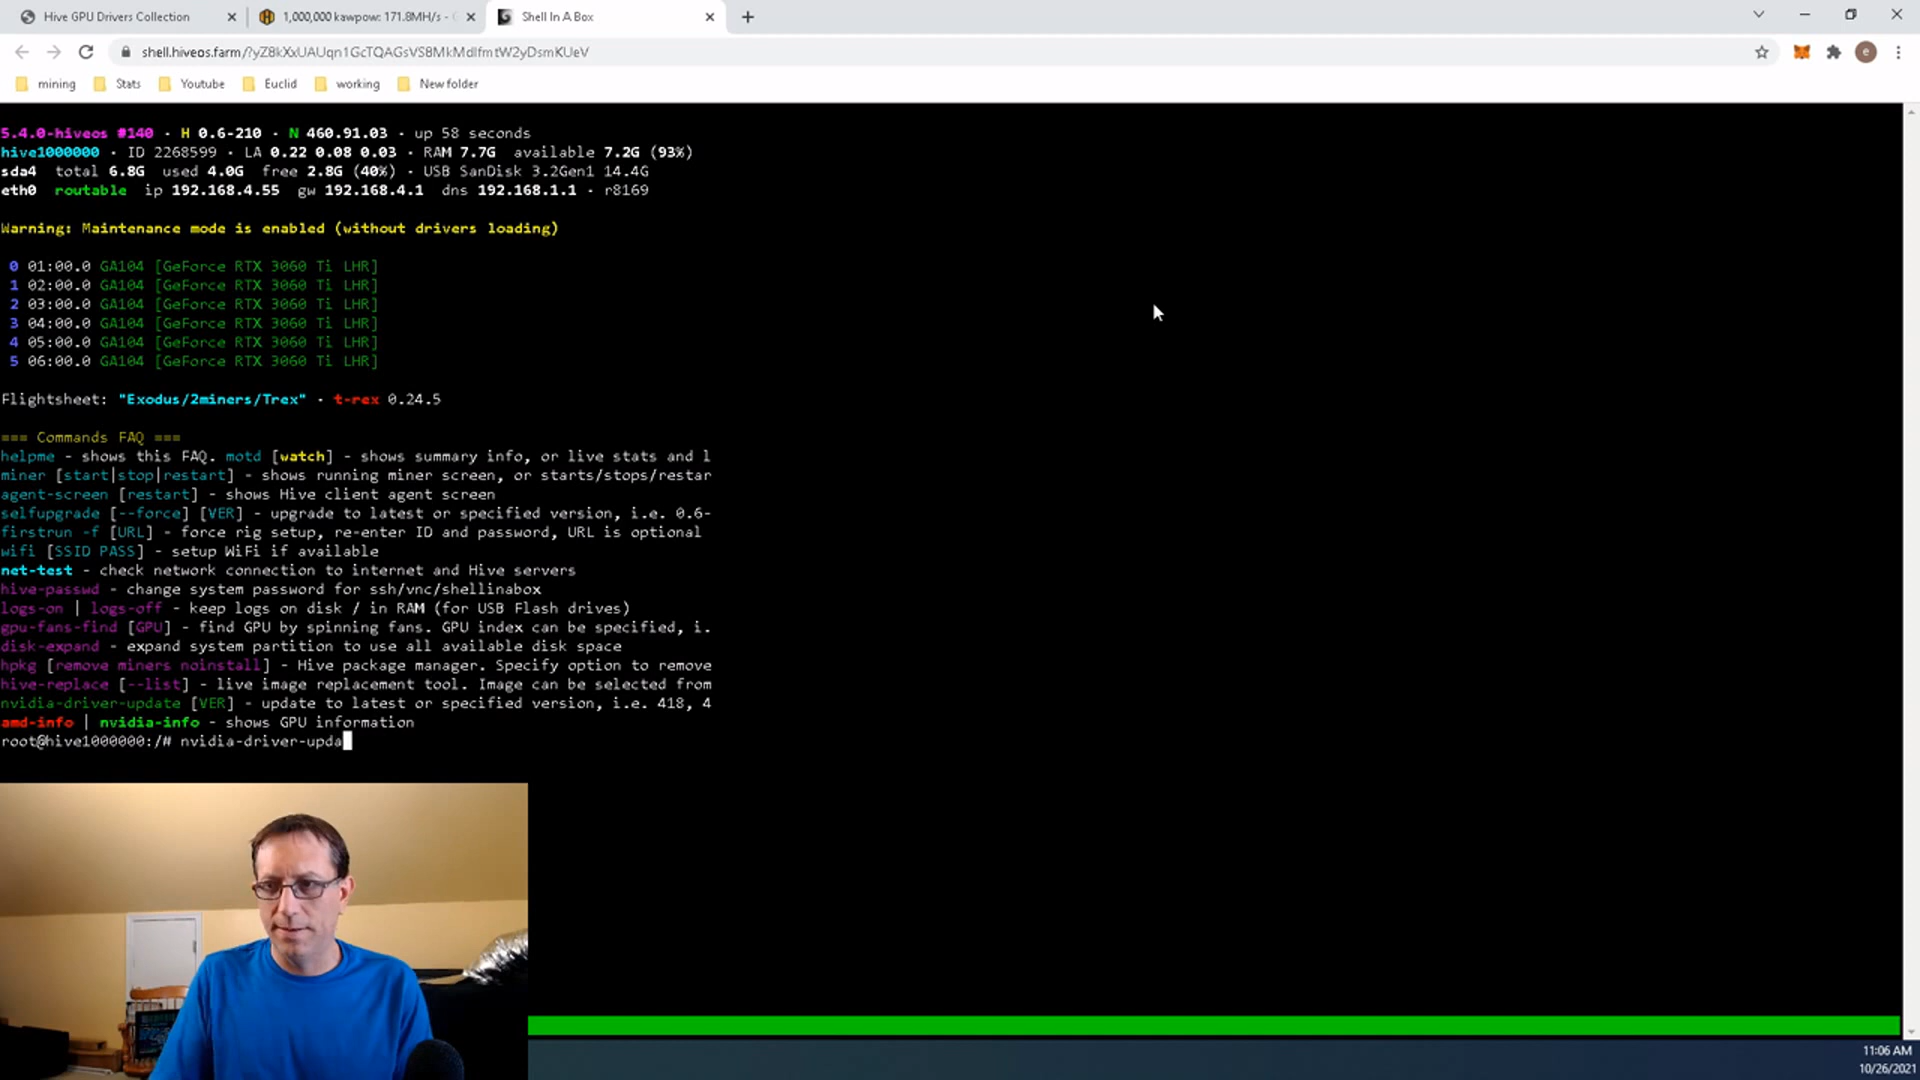 Hive GPU Drivers Collection
1,000,000 kawpow: 171.8MH/s -
Shell In A Box
shell.hiveos.farm/?yZ8kXxUAUqn1GcTQAGsVS8MkMdlfmtW2yDsmKUeV
e
mining Stats Youtube Euclid working New folder
5.4.0-hiveos #140 · H 0.6-210 · N 460.91.03 · up 58 seconds
hive1000000 · ID 2268599 · LA 0.22 0.08 0.03 · RAM 7.7G available 7.2G (93%)
sda4 total 6.8G used 4.0G free 2.8G (40%) · USB SanDisk 3.2Gen1 14.4G
eth0 routable ip 192.168.4.55 gw 192.168.4.1 dns 192.168.1.1 · r8169
Warning: Maintenance mode is enabled (without drivers loading)
0 01:00.0 GA104 [GeForce RTX 3060 Ti LHR]
1 02:00.0 GA104 [GeForce RTX 3060 Ti LHR]
2 03:00.0 GA104 [GeForce RTX 3060 Ti LHR]
3 04:00.0 GA104 [GeForce RTX 3060 Ti LHR]
4 05:00.0 GA104 [GeForce RTX 3060 Ti LHR]
5 06:00.0 GA104 [GeForce RTX 3060 Ti LHR]
Flightsheet: "Exodus/2miners/Trex" · t-rex 0.24.5
=== Commands FAQ ===
helpme - shows this FAQ. motd [watch] - shows summary info, or live stats and l
miner [start|stop|restart] - shows running miner screen, or starts/stops/restar
agent-screen [restart] - shows Hive client agent screen
selfupgrade [--force] [VER] - upgrade to latest or specified version, i.e. 0.6-
firstrun -f [URL] - force rig setup, re-enter ID and password, URL is optional
wifi [SSID PASS] - setup WiFi if available
net-test - check network connection to internet and Hive servers
hive-passwd - change system password for ssh/vnc/shellinabox
logs-on | logs-off - keep logs on disk / in RAM (for USB Flash drives)
gpu-fans-find [GPU] - find GPU by spinning fans. GPU index can be specified, i.
disk-expand - expand system partition to use all available disk space
hpkg [remove miners noinstall] - Hive package manager. Specify option to remove
hive-replace [--list] - live image replacement tool. Image can be selected from
nvidia-driver-update [VER] - update to latest or specified version, i.e. 418, 4
amd-info | nvidia-info - shows GPU information
root@hive1000000:/# nvidia-driver-upda
11:06 AM
10/26/2021